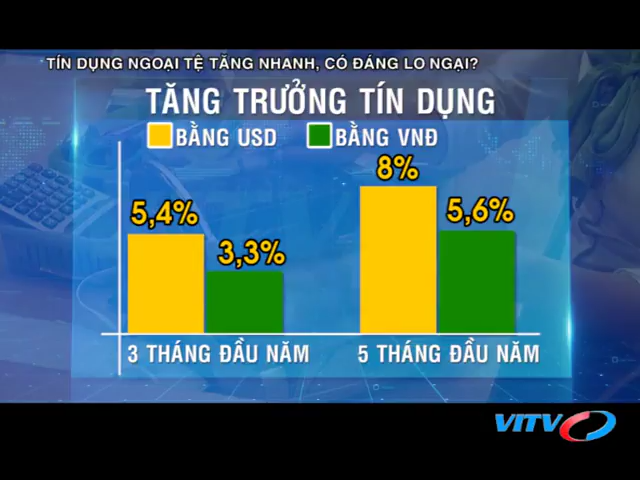 TÍN DỤNG NGOẠI TỆ TĂNG NHANH, CÓ ĐÁNG LO NGẠI?
TĂNG TRƯỞNG TÍN DỤNG
BẰNG USD BẰNG VNĐ
5,4% 3,3% 8% 5,6%
3 THÁNG ĐẦU NĂM 5 THÁNG ĐẦU NĂM
VITV